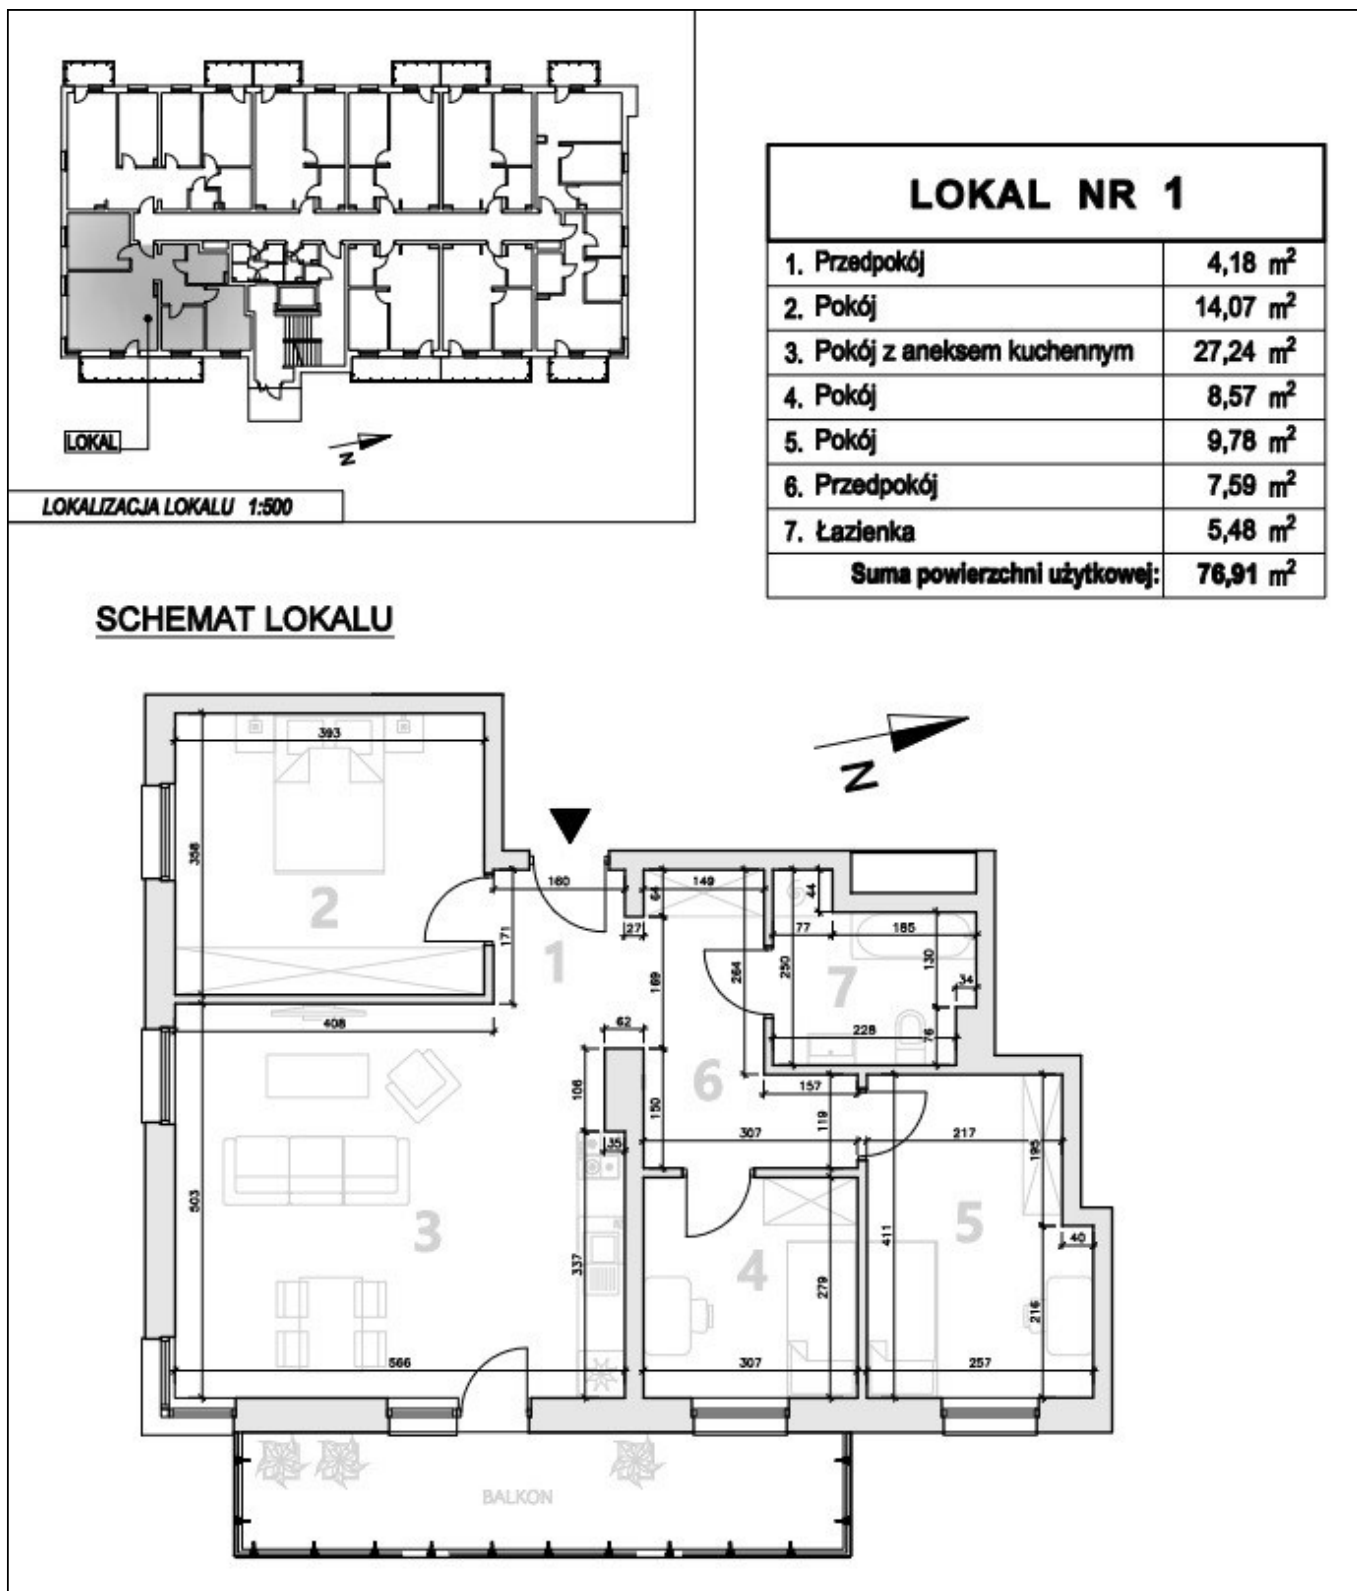 LOKAL
N
LOKALIZACJA LOKALU 1:500
LOKAL NR 1
1. Przedpokój 4,18 m²
2. Pokój 14,07 m²
3. Pokój z aneksem kuchennym 27,24 m²
4. Pokój 8,57 m²
5. Pokój 9,78 m²
6. Przedpokój 7,59 m²
7. Łazienka 5,48 m²
Suma powierzchni użytkowej: 76,91 m²
SCHEMAT LOKALU
N
393
358
2
160
171
1
64
149
27
169
264
44
77
185
250
130
34
7
228
76
408
62
106
35
150
6
157
119
307
217
195
503
3
337
566
4
279
307
411
5
40
216
257
BALKON